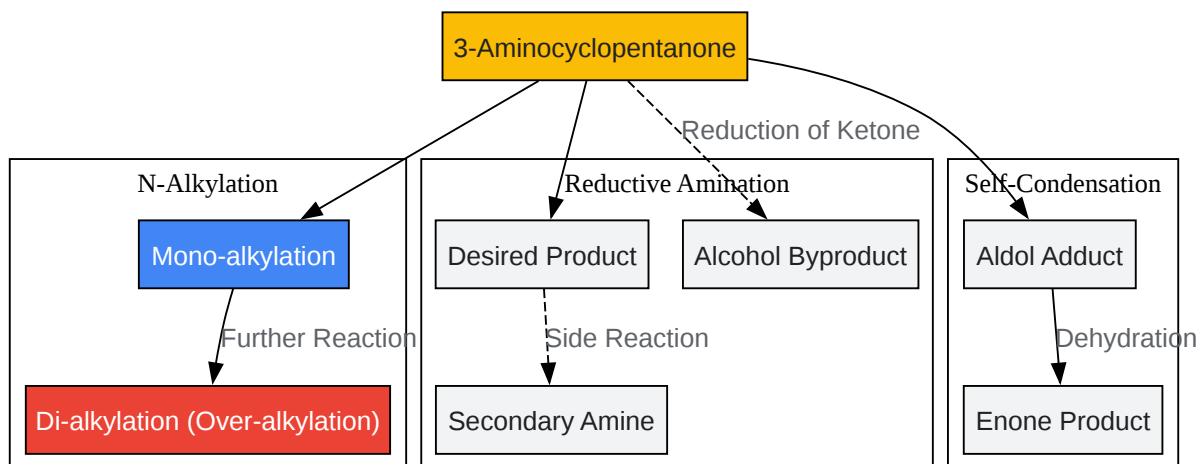 3-Aminocyclopentanone
Reduction of Ketone
N-Alkylation
Reductive Amination
Self-Condensation
Mono-alkylation
Desired Product
Alcohol Byproduct
Aldol Adduct
Further Reaction
Side Reaction
Dehydration
Di-alkylation (Over-alkylation)
Secondary Amine
Enone Product